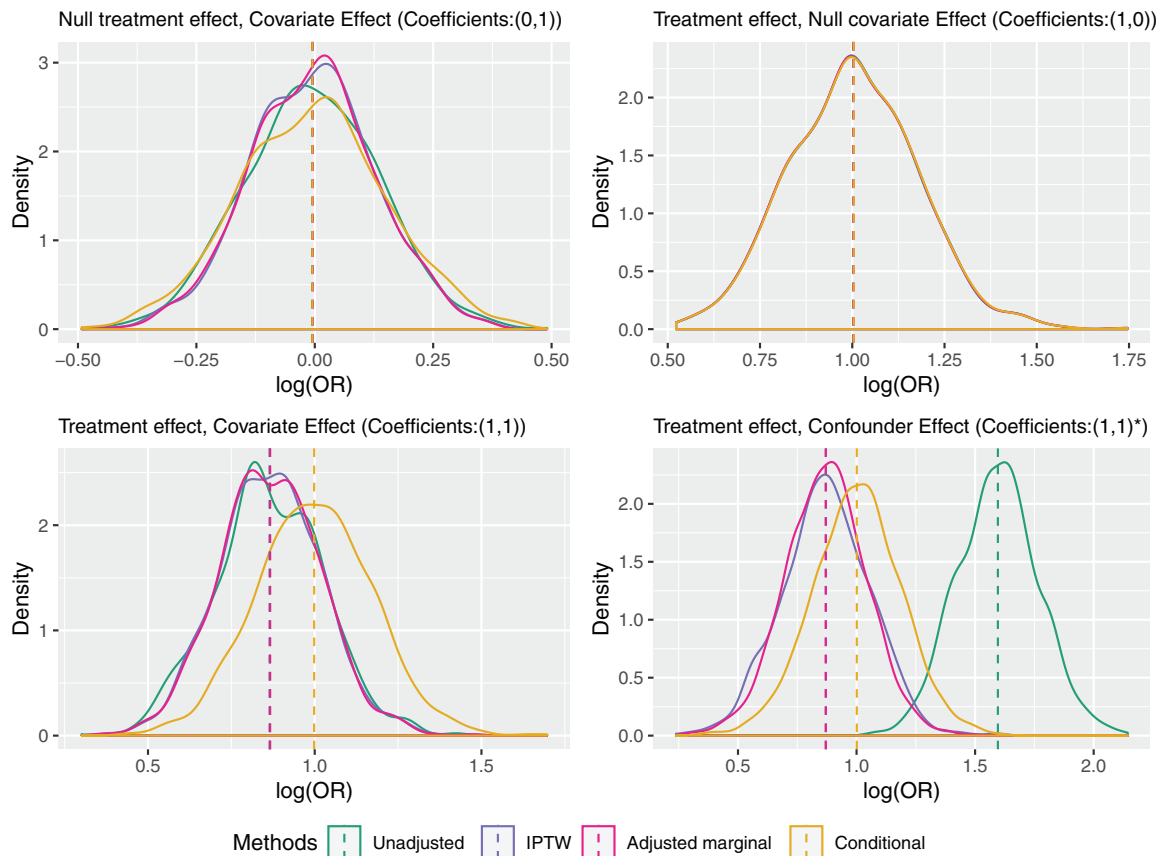 Null treatment effect, Covariate Effect (Coefficients:(0,1))
Treatment effect, Null covariate Effect (Coefficients:(1,0))
Density
3
2
1
0
−0.50
−0.25
0.00
0.25
0.50
log(OR)
Density
2.0
1.5
1.0
0.5
0.0
0.50
0.75
1.00
1.25
1.50
1.75
log(OR)
Treatment effect, Covariate Effect (Coefficients:(1,1))
Treatment effect, Confounder Effect (Coefficients:(1,1)*)
Density
2
1
0
0.5
1.0
1.5
log(OR)
Density
2.0
1.5
1.0
0.5
0.0
0.5
1.0
1.5
2.0
log(OR)
Methods
Unadjusted
IPTW
Adjusted marginal
Conditional